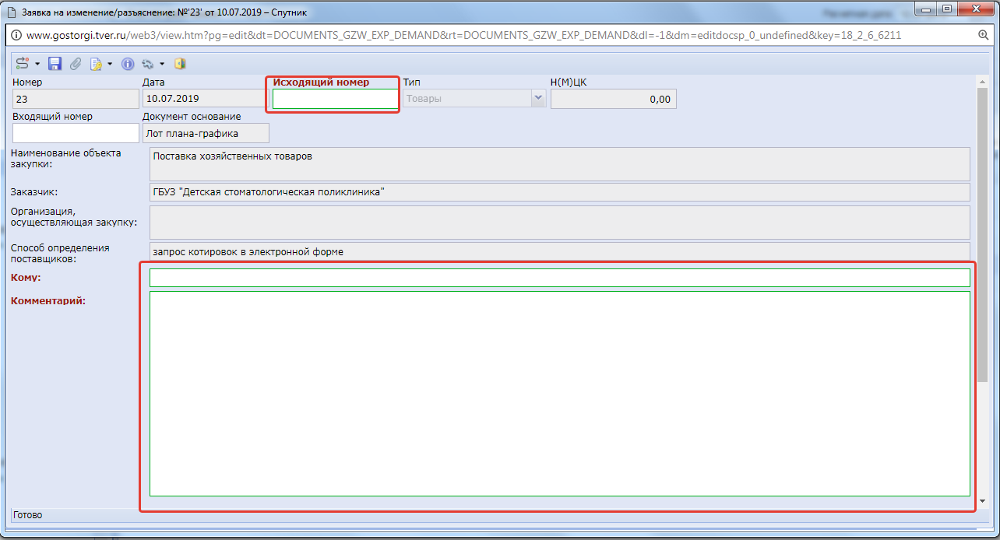 Заявка на изменение/разъяснение: №'23' от 10.07.2019 – Спутник
www.gostorgi.tver.ru/web3/view.htm?pg=edit&dt=DOCUMENTS_GZW_EXP_DEMAND&rt=DOCUMENTS_GZW_EXP_DEMAND&dl=-1&dm=editdocsp_0_undefined&key=18_2_6_6211
Номер Дата Исходящий номер Тип Н(М)ЦК
23 10.07.2019 Товары 0,00
Входящий номер Документ основание
Лот плана-графика
Наименование объекта закупки: Поставка хозяйственных товаров
Заказчик: ГБУЗ "Детская стоматологическая поликлиника"
Организация,
осуществляющая закупку:
Способ определения
поставщиков: запрос котировок в электронной форме
Кому:
Комментарий:
Готово